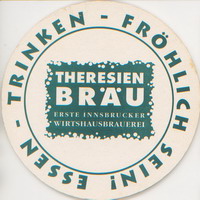 ESSEN - TRINKEN - FRÖHLICH SEIN!
THERESIEN
BRÄU
ERSTE INNSBRUCKER
WIRTSHAUSBRAUEREI